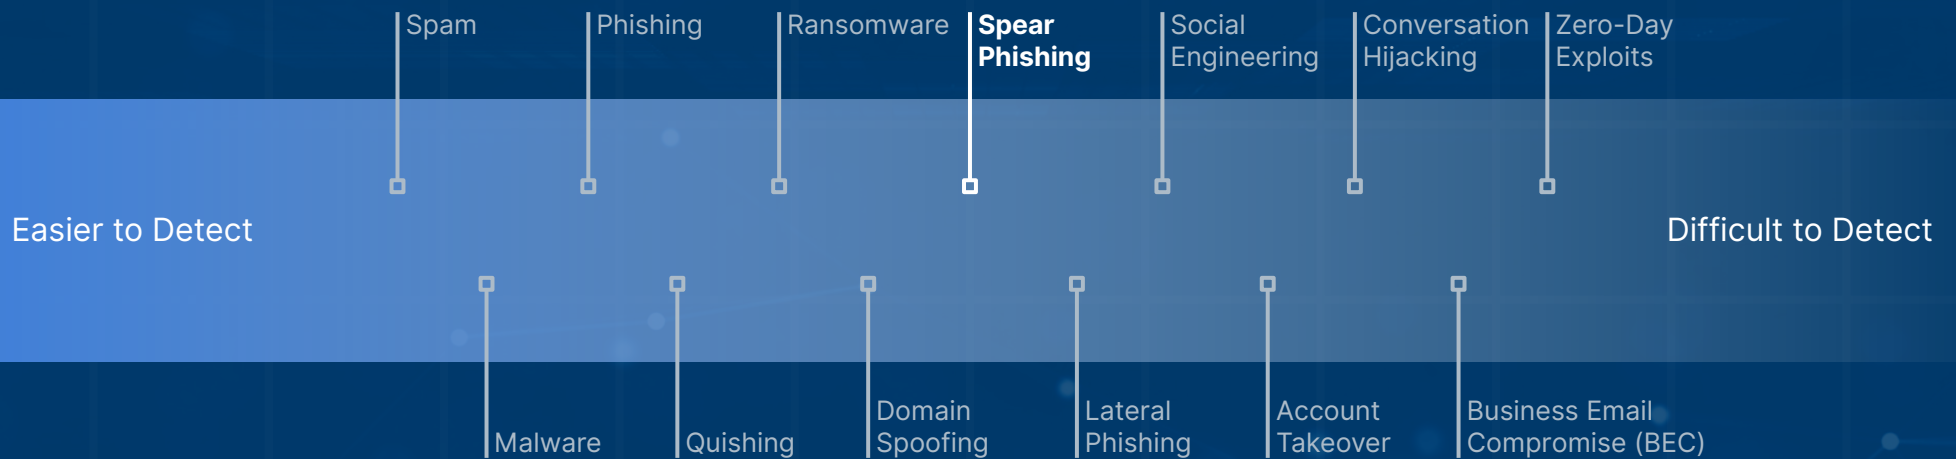 Spam
Phishing
Ransomware
Spear
Phishing
Social
Engineering
Conversation
Hijacking
Zero-Day
Exploits
Easier to Detect
Difficult to Detect
Malware
Quishing
Domain
Spoofing
Lateral
Phishing
Account
Takeover
Business Email
Compromise (BEC)